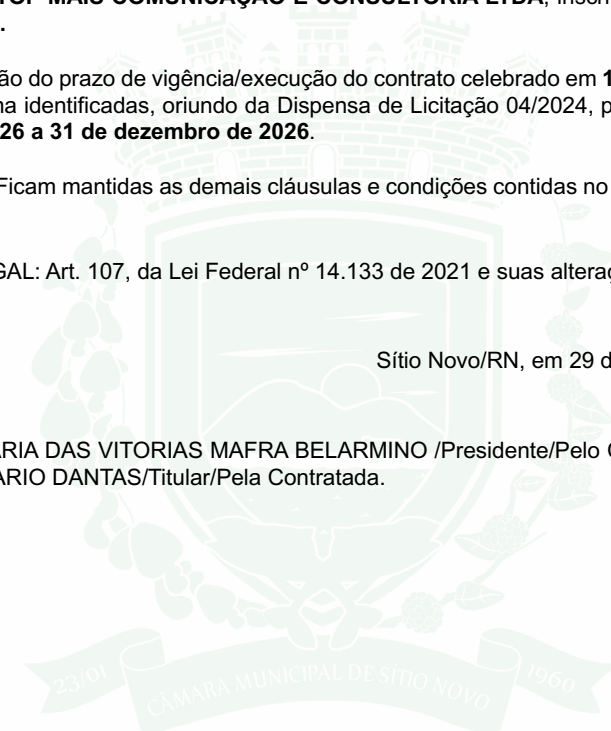 MAIS COMUNICAÇÃO E CONSULTORIA LTDA,
ão do prazo de vigência/execução do contrato celebrado em 1
na identificadas, oriundo da Dispensa de Licitação 04/2024, p
26 a 31 de dezembro de 2026.
Ficam mantidas as demais cláusulas e condições contidas no
GAL: Art. 107, da Lei Federal nº 14.133 de 2021 e suas alteraç
Sítio Novo/RN, em 29 d
ARIA DAS VITORIAS MAFRA BELARMINO /Presidente/Pelo C
ARIO DANTAS/Titular/Pela Contratada.
23/01 CÂMARA MUNICIPAL DE SÍTIO NOVO 1960